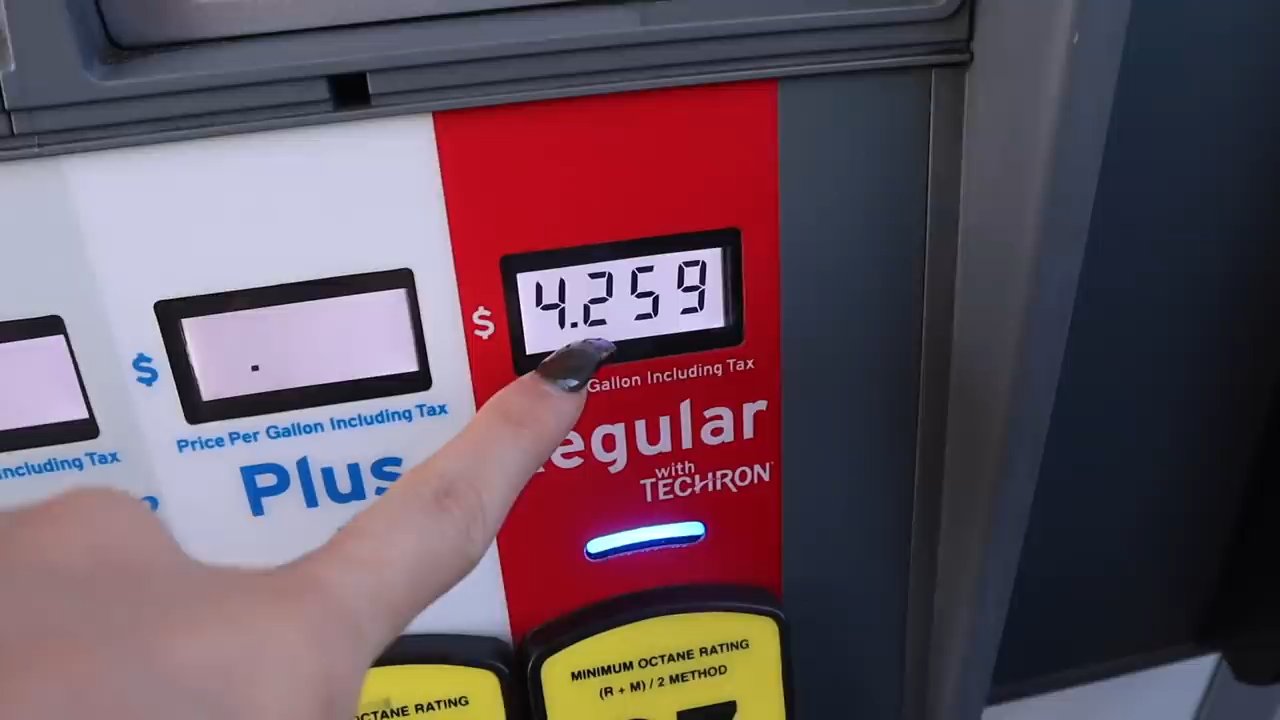 Including Tax
$ .
Price Per Gallon Including Tax
Plus
$ 4.259
Gallon Including Tax
Regular
with
TECHRON
MINIMUM OCTANE RATING
(R + M) / 2 METHOD
OCTANE RATING